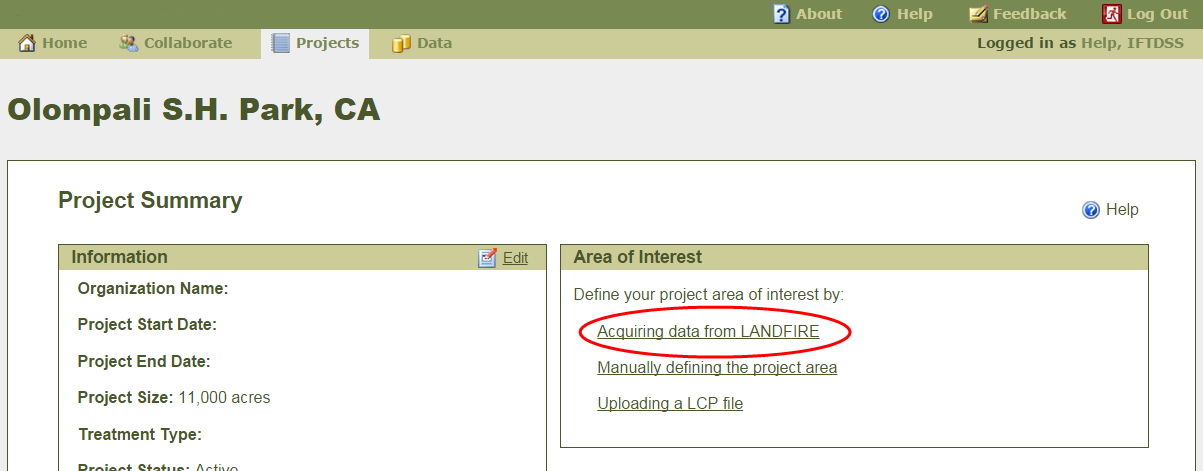 About Help Feedback Log Out
Home Collaborate Projects Data Logged in as Help, IFTDSS
Olompali S.H. Park, CA
Project Summary
Help
Information Edit
Organization Name:
Project Start Date:
Project End Date:
Project Size: 11,000 acres
Treatment Type:
Project Status: Active
Area of Interest
Define your project area of interest by:
Acquiring data from LANDFIRE
Manually defining the project area
Uploading a LCP file